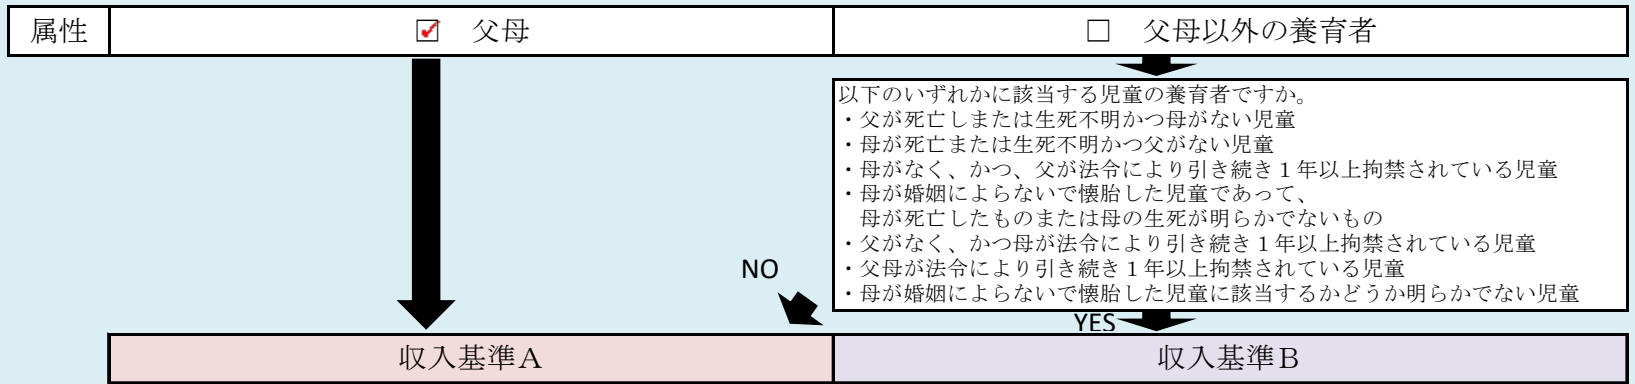 属性 ☑ 父母 □ 父母以外の養育者
以下のいずれかに該当する児童の養育者ですか。
・父が死亡しまたは生死不明かつ母がない児童
・母が死亡または生死不明かつ父がない児童
・母がなく、かつ、父が法令により引き続き１年以上拘禁されている児童
・母が婚姻によらないで懐胎した児童であって、
母が死亡したものまたは母の生死が明らかでないもの
・父がなく、かつ母が法令により引き続き１年以上拘禁されている児童
・父母が法令により引き続き１年以上拘禁されている児童
・母が婚姻によらないで懐胎した児童に該当するかどうか明らかでない児童
NO
YES
収入基準Ａ 収入基準Ｂ